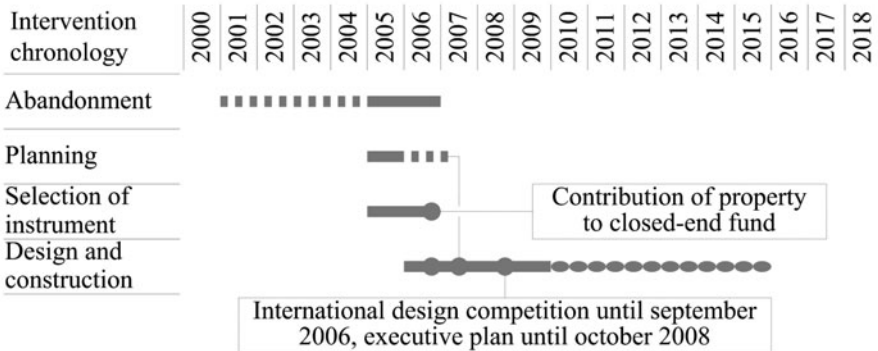 Intervention
chronology
2000 2001 2002 2003 2004 2005 2006 2007 2008 2009 2010 2011 2012 2013 2014 2015 2016 2017 2018
Abandonment
Planning
Selection of
instrument
Contribution of property
to closed-end fund
Design and
construction
International design competition until september
2006, executive plan until october 2008